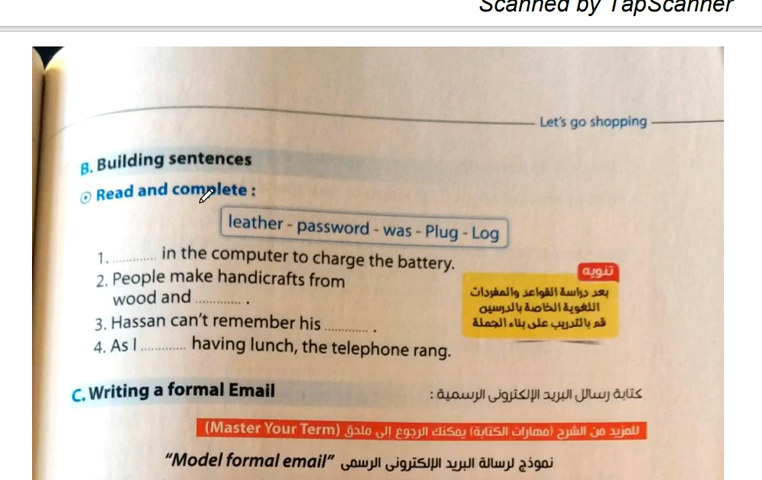 Scanned by TapScanner
Let's go shopping
B. Building sentences
Read and complete :
leather - password - was - Plug - Log
1. ............ in the computer to charge the battery.
2. People make handicrafts from
wood and ............ .
3. Hassan can't remember his ............ .
4. As I ............ having lunch, the telephone rang.
تنويه
بعد دراسة القواعد والمفردات
اللغوية الخاصة بالدرسين
قم بالتدريب على بناء الجملة
C. Writing a formal Email كتابة رسائل البريد الإلكترونى الرسمية :
للمزيد من الشرح (مهارات الكتابة) يمكنك الرجوع إلى ملحق (Master Your Term)
"Model formal email" نموذج لرسالة البريد الإلكترونى الرسمى